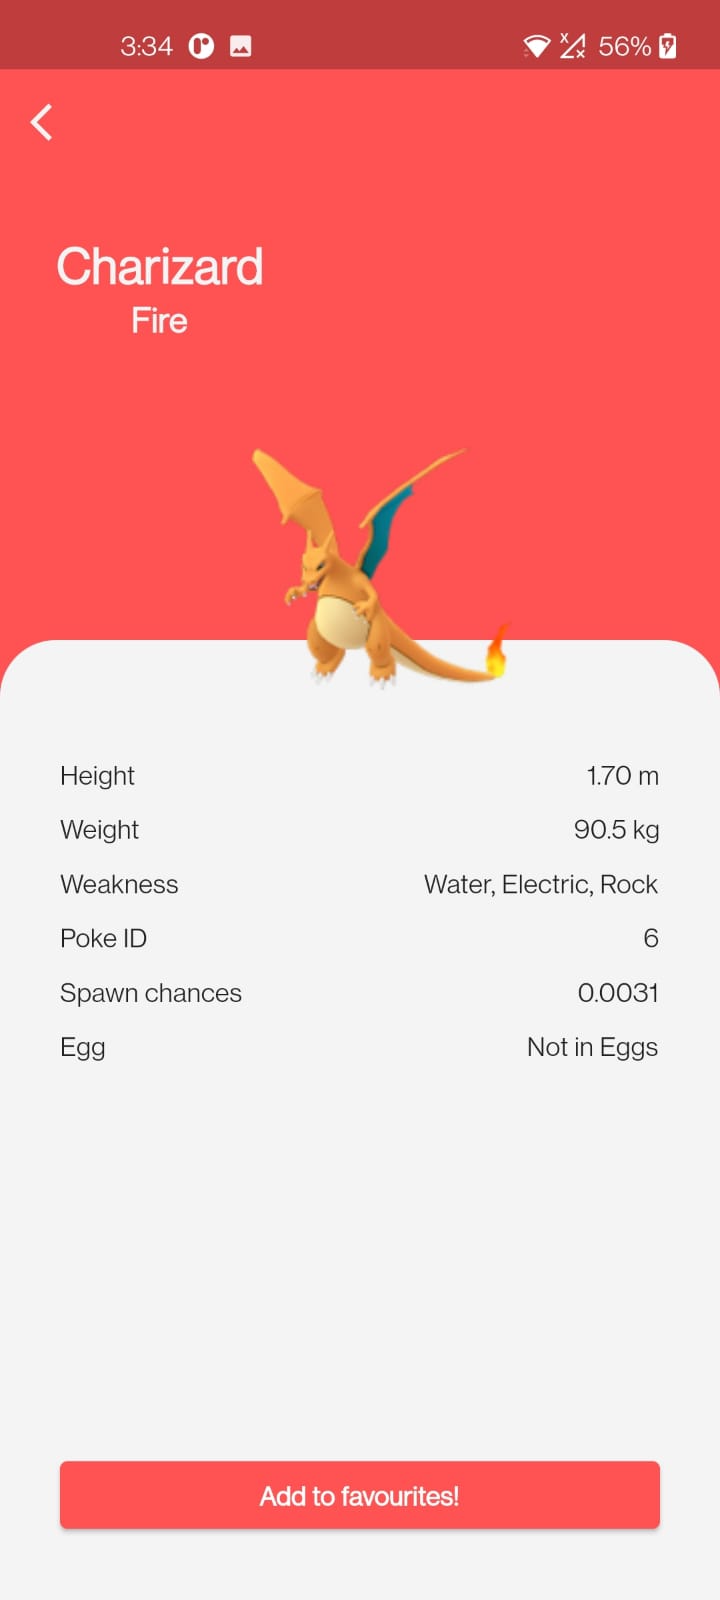 3:34 56%
Charizard
Fire
Height 1.70 m
Weight 90.5 kg
Weakness Water, Electric, Rock
Poke ID 6
Spawn chances 0.0031
Egg Not in Eggs
Add to favourites!